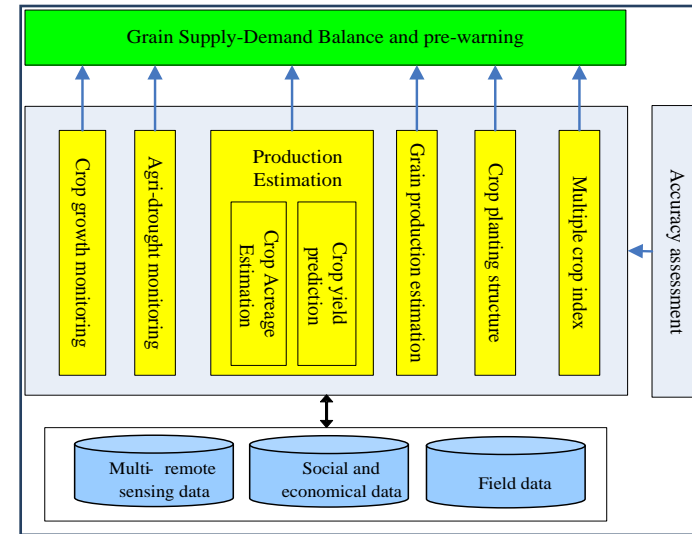 Grain Supply-Demand Balance and pre-warning
Crop growth monitoring
Agri-drought monitoring
Production
Estimation
Crop Acreage
Estimation
Crop yield
prediction
Grain production estimation
Crop planting structure
Multiple crop index
Accuracy assessment
Multi- remote
sensing data
Social and
economical data
Field data